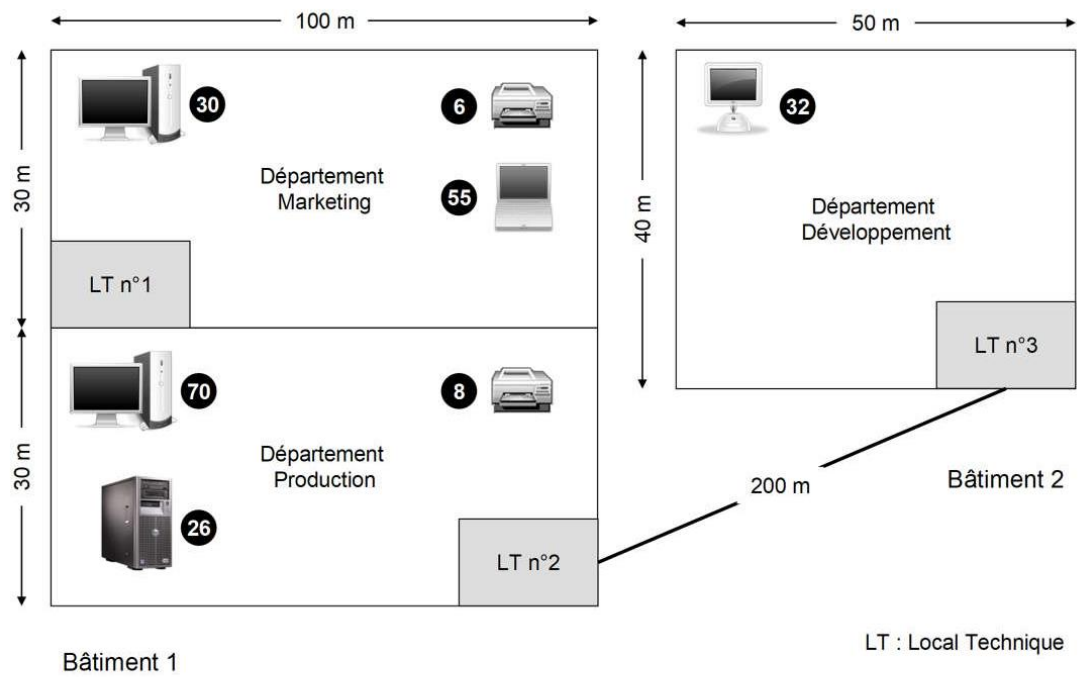 100 m
50 m
30
6
32
30 m
Département
Marketing
55
40 m
Département
Développement
LT n°1
LT n°3
70
8
30 m
Département
Production
200 m
Bâtiment 2
26
LT n°2
LT : Local Technique
Bâtiment 1